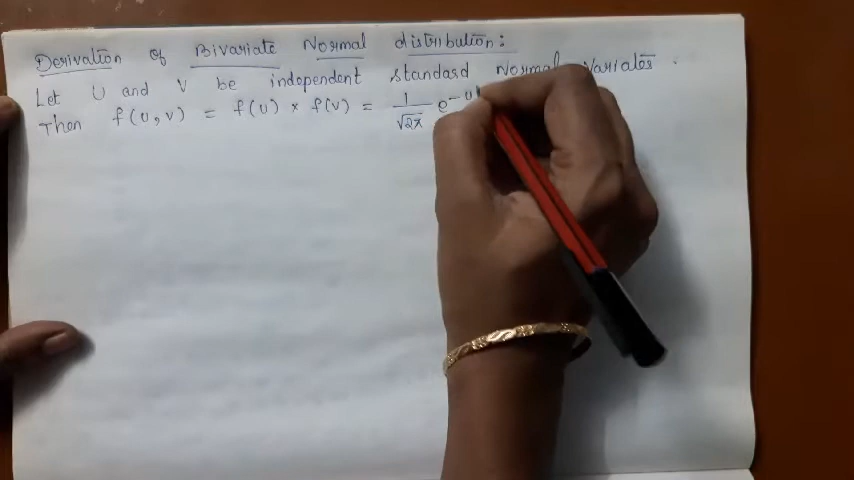 Derivation of Bivariate Normal distribution:
Let U and V be independent standard Normal Variates.
Then f(U,V) = f(U) × f(V) = 1/√2π e^-U